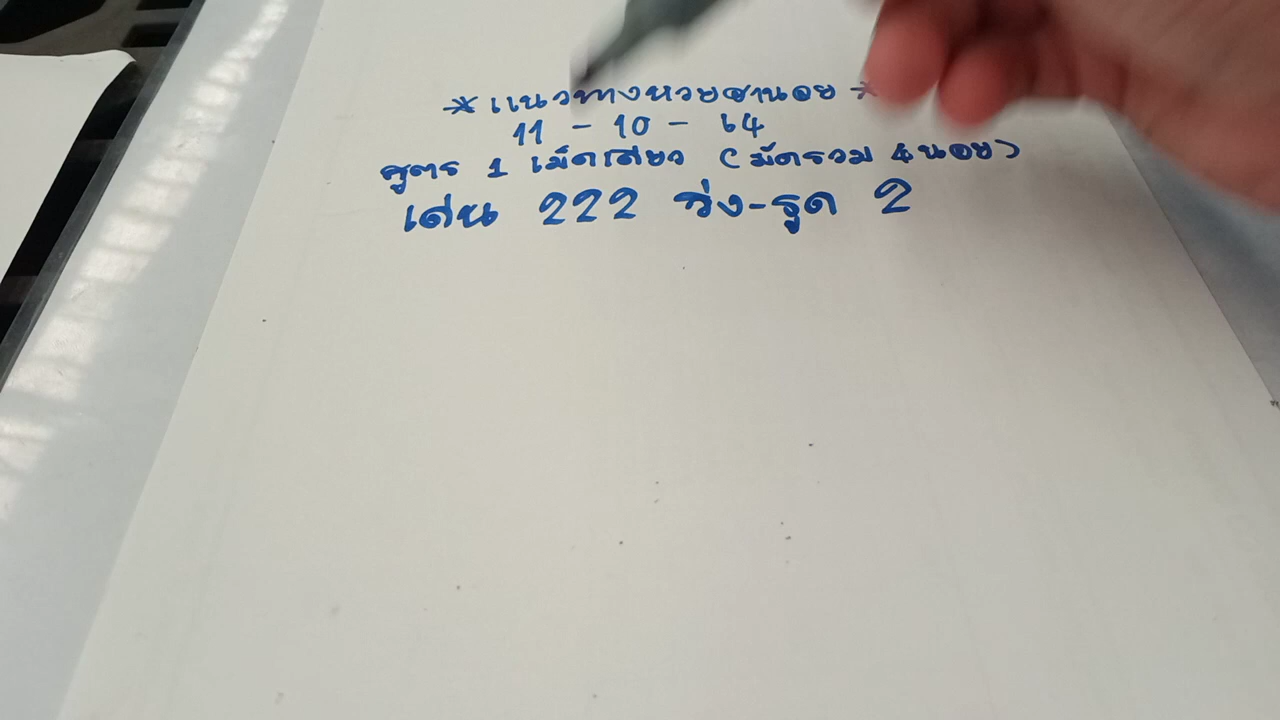 * แนวทางหวยฮานอย *
11 - 10 - 64
สูตร 1 เม็ดเดียว (มัดรวม 4 นอย)
เด่น 222 วิ่ง-รูด 2